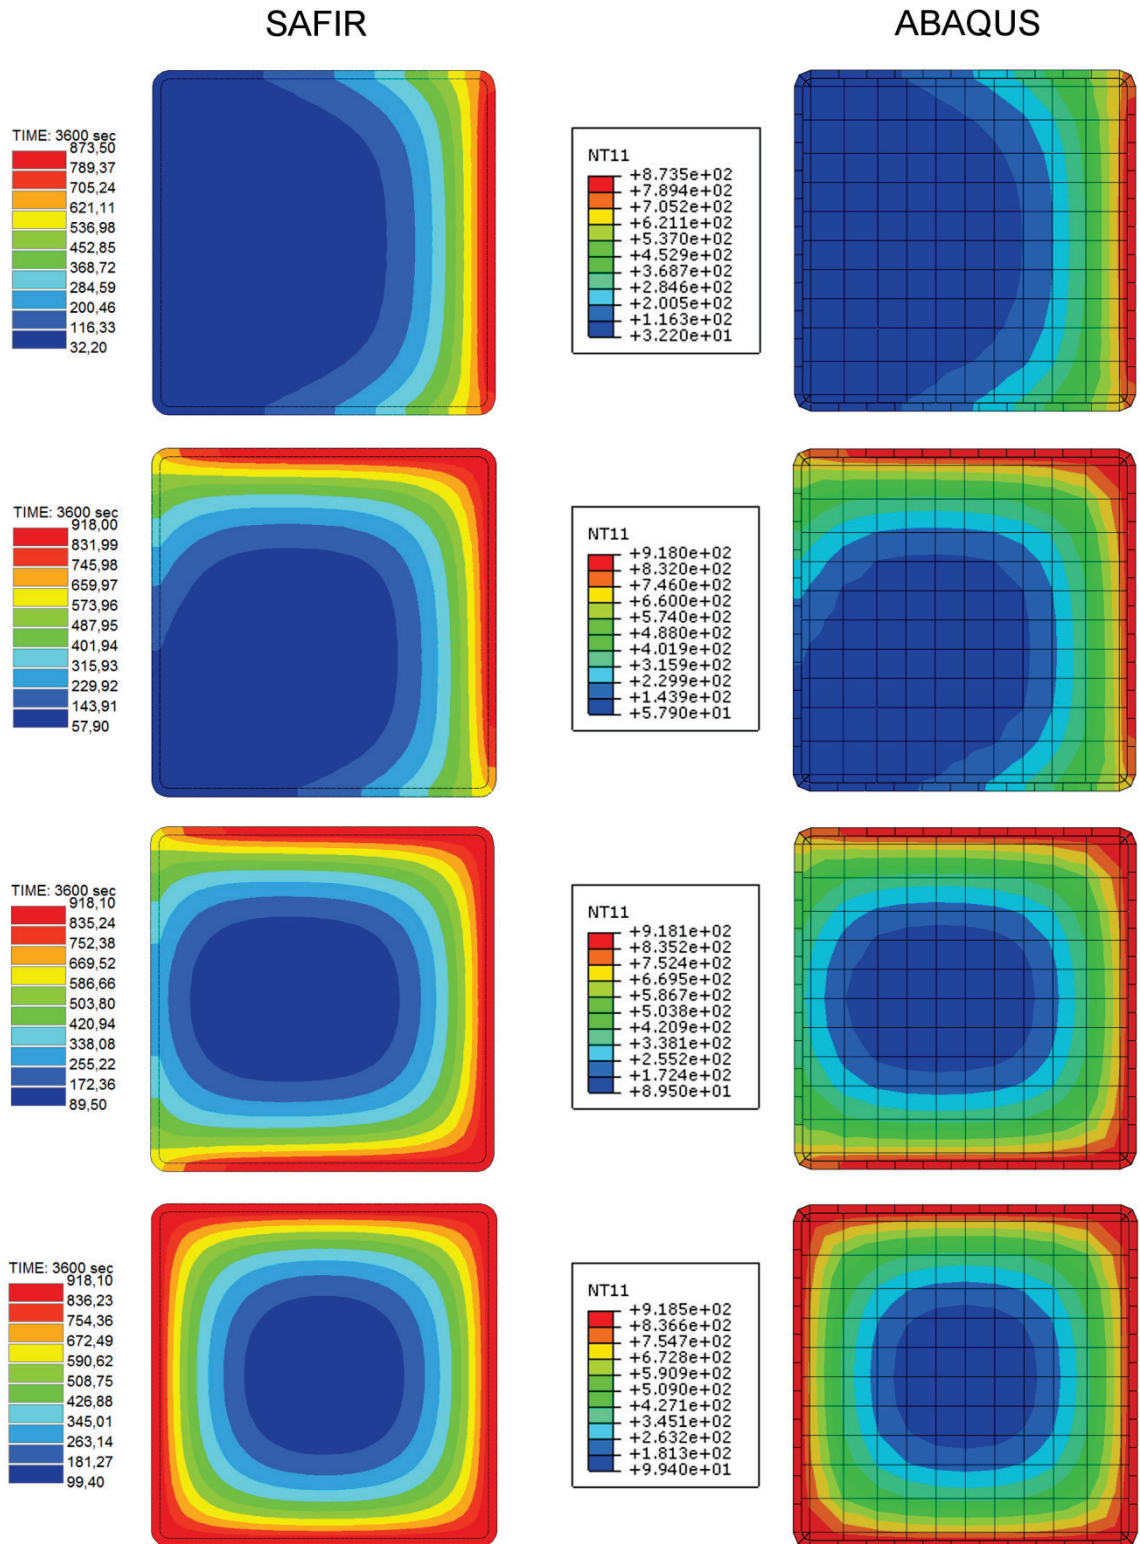 SAFIR
ABAQUS
TIME: 3600 sec
873,50
789,37
705,24
621,11
536,98
452,85
368,72
284,59
200,46
116,33
32,20
NT11
+8.735e+02
+7.894e+02
+7.052e+02
+6.211e+02
+5.370e+02
+4.529e+02
+3.687e+02
+2.846e+02
+2.005e+02
+1.163e+02
+3.220e+01
TIME: 3600 sec
918,00
831,99
745,98
659,97
573,96
487,95
401,94
315,93
229,92
143,91
57,90
NT11
+9.180e+02
+8.320e+02
+7.460e+02
+6.600e+02
+5.740e+02
+4.880e+02
+4.019e+02
+3.159e+02
+2.299e+02
+1.439e+02
+5.790e+01
TIME: 3600 sec
918,10
835,24
752,38
669,52
586,66
503,80
420,94
338,08
255,22
172,36
89,50
NT11
+9.181e+02
+8.352e+02
+7.524e+02
+6.695e+02
+5.867e+02
+5.038e+02
+4.209e+02
+3.381e+02
+2.552e+02
+1.724e+02
+8.950e+01
TIME: 3600 sec
918,10
836,23
754,36
672,49
590,62
508,75
426,88
345,01
263,14
181,27
99,40
NT11
+9.185e+02
+8.366e+02
+7.547e+02
+6.728e+02
+5.909e+02
+5.090e+02
+4.271e+02
+3.451e+02
+2.632e+02
+1.813e+02
+9.940e+01